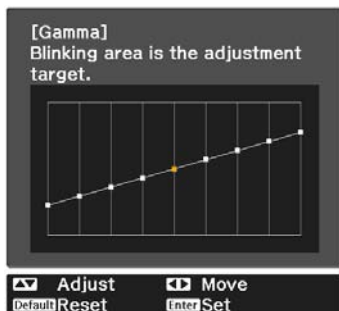 [Gamma]
Blinking area is the adjustment
target.
Adjust Move
Default Reset Enter Set